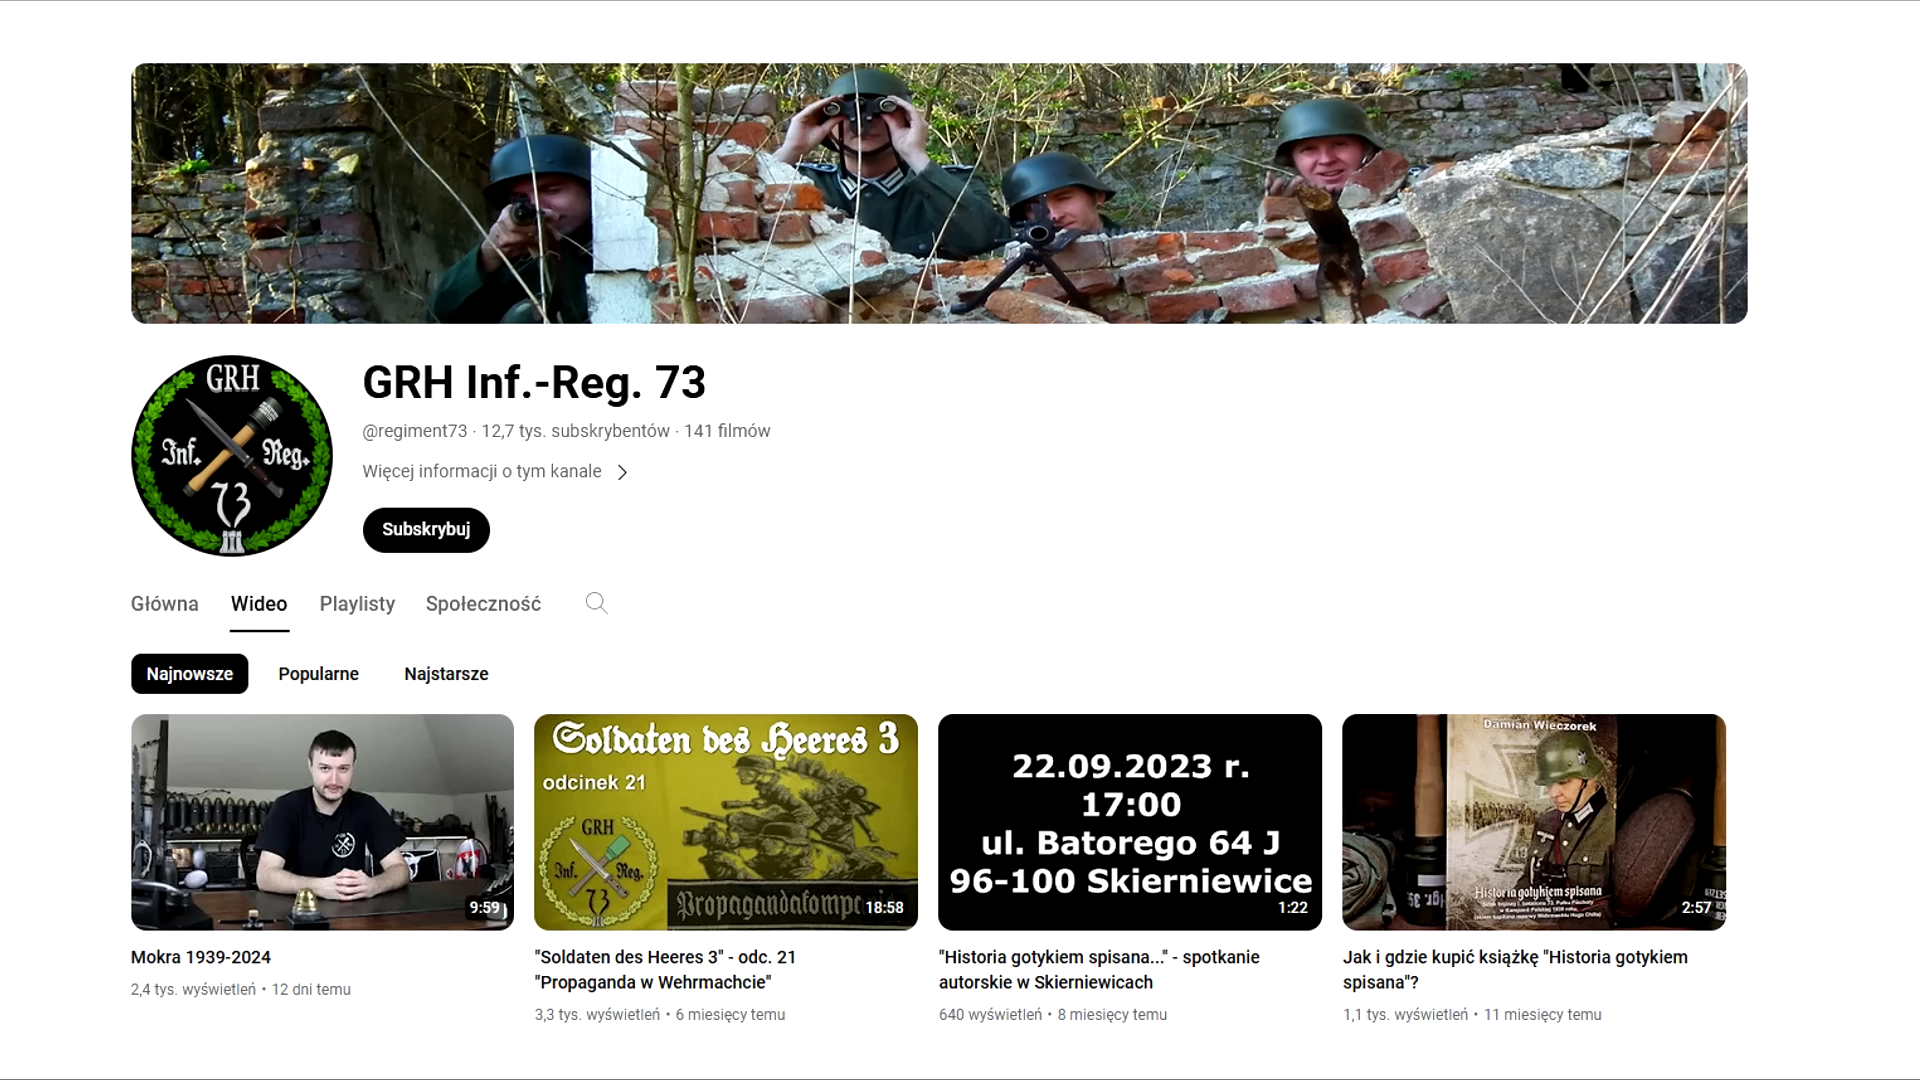 GRH
Inf. Reg.
73
GRH Inf.-Reg. 73
@regiment73 · 12,7 tys. subskrybentów · 141 filmów
Więcej informacji o tym kanale
Subskrybuj
Główna Wideo Playlisty Społeczność
Najnowsze Popularne Najstarsze
9:59
Soldaten des Heeres 3
odcinek 21
GRH
Inf. Reg.
73
18:58
22.09.2023 r.
17:00
ul. Batorego 64 J
96-100 Skierniewice
1:22
Damian Wieczorek
Historia gotykiem spisana
2:57
Mokra 1939-2024
2,4 tys. wyświetleń • 12 dni temu
"Soldaten des Heeres 3" - odc. 21
"Propaganda w Wehrmachcie"
3,3 tys. wyświetleń • 6 miesięcy temu
"Historia gotykiem spisana..." - spotkanie
autorskie w Skierniewicach
640 wyświetleń • 8 miesięcy temu
Jak i gdzie kupić książkę "Historia gotykiem
spisana"?
1,1 tys. wyświetleń • 11 miesięcy temu